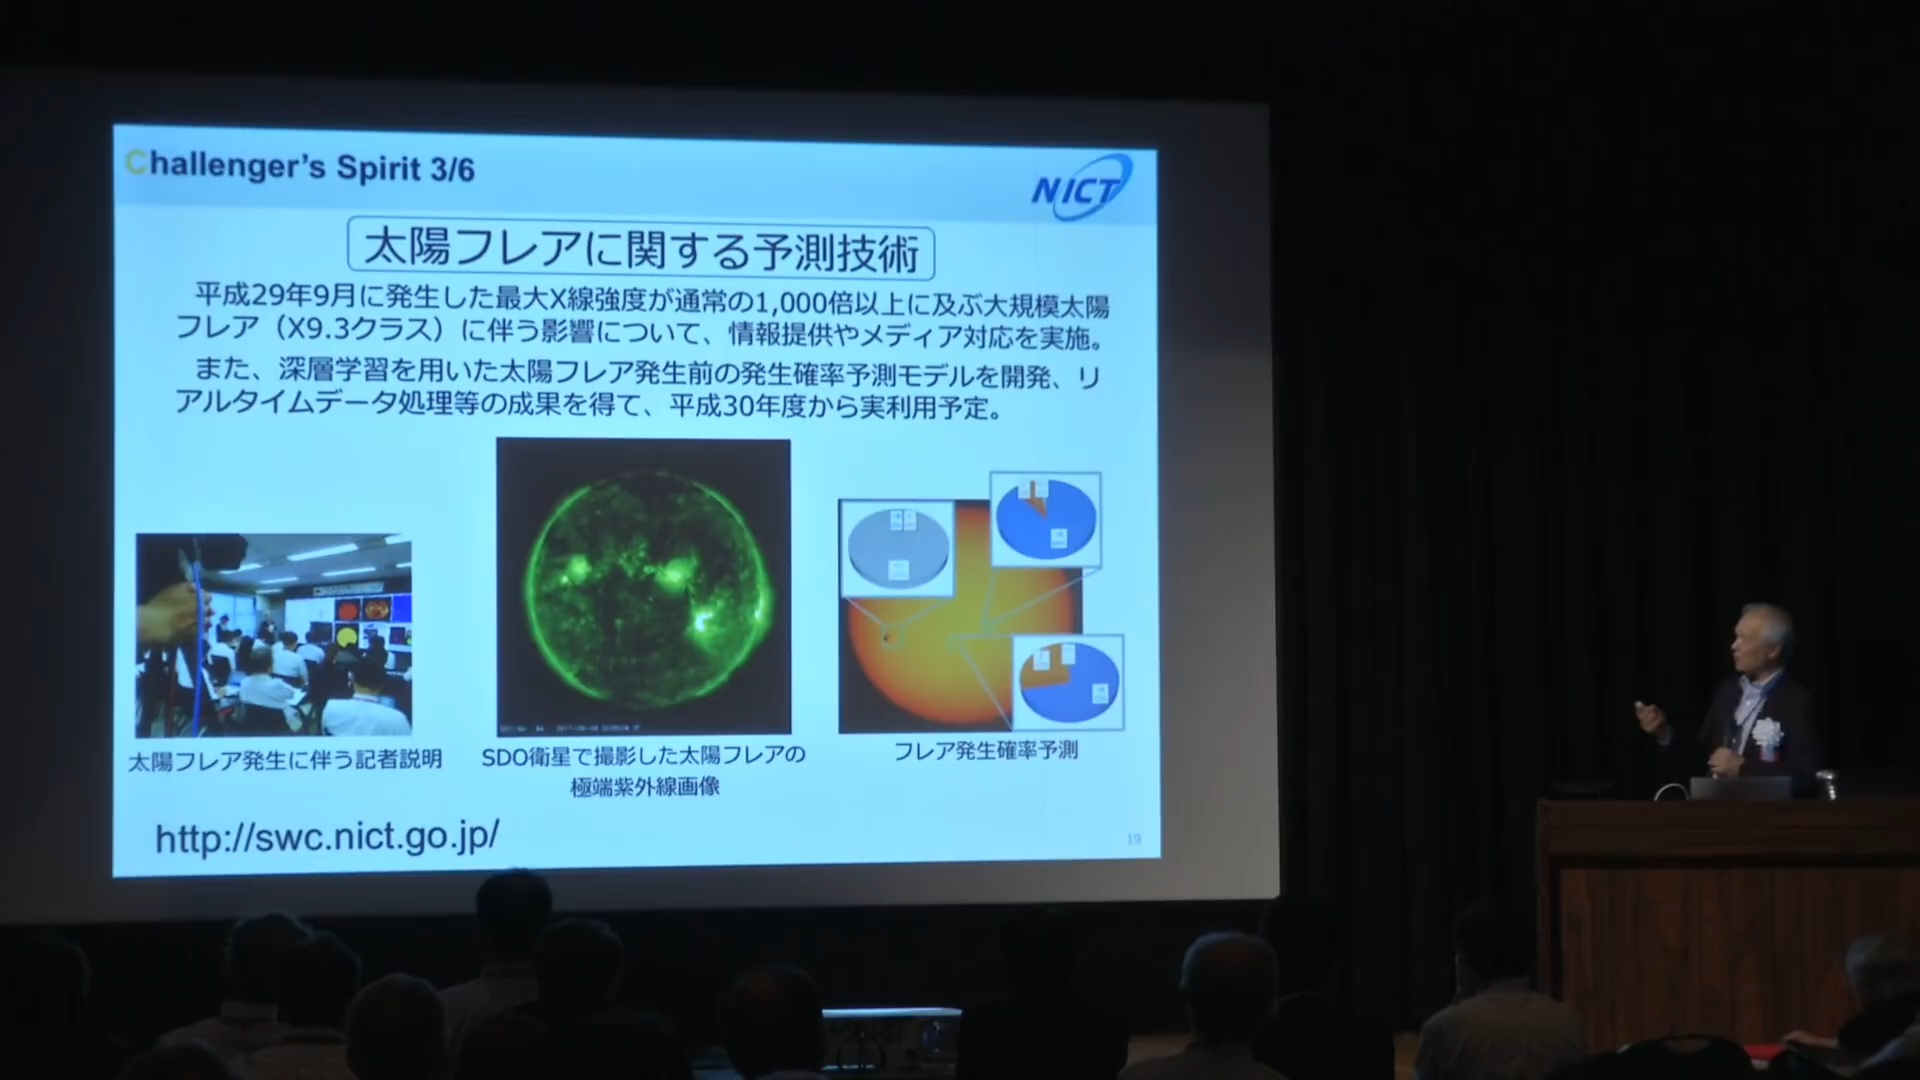 Challenger's Spirit 3/6
NICT
太陽フレアに関する予測技術
平成29年9月に発生した最大X線強度が通常の1,000倍以上に及ぶ大規模太陽
フレア（X9.3クラス）に伴う影響について、情報提供やメディア対応を実施。
また、深層学習を用いた太陽フレア発生前の発生確率予測モデルを開発、リ
アルタイムデータ処理等の成果を得て、平成30年度から実利用予定。
太陽フレア発生に伴う記者説明
SDO衛星で撮影した太陽フレアの
極端紫外線画像
フレア発生確率予測
http://swc.nict.go.jp/
19